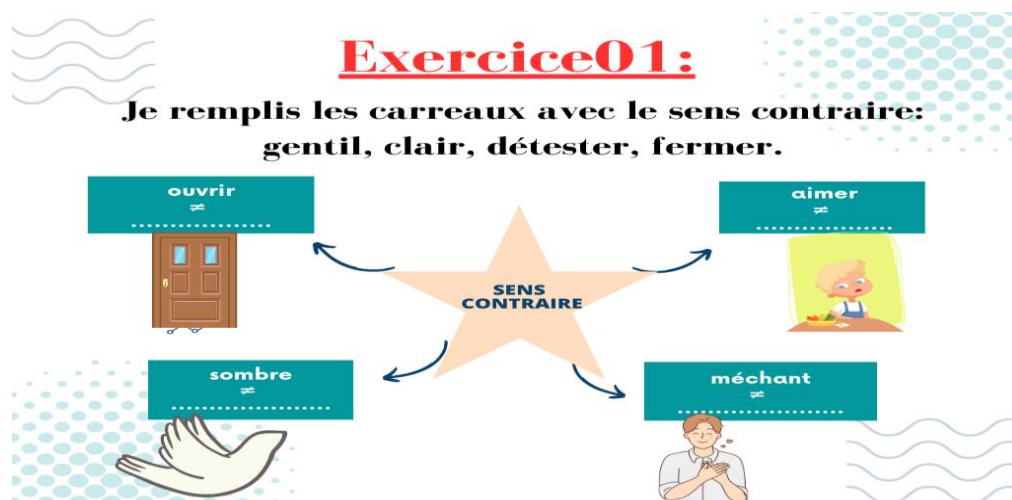 Exercice01:
Je remplis les carreaux avec le sens contraire:
gentil, clair, détester, fermer.
ouvrir
≠
..................
aimer
≠
..................
SENS
CONTRAIRE
sombre
≠
.....................
méchant
≠
.....................